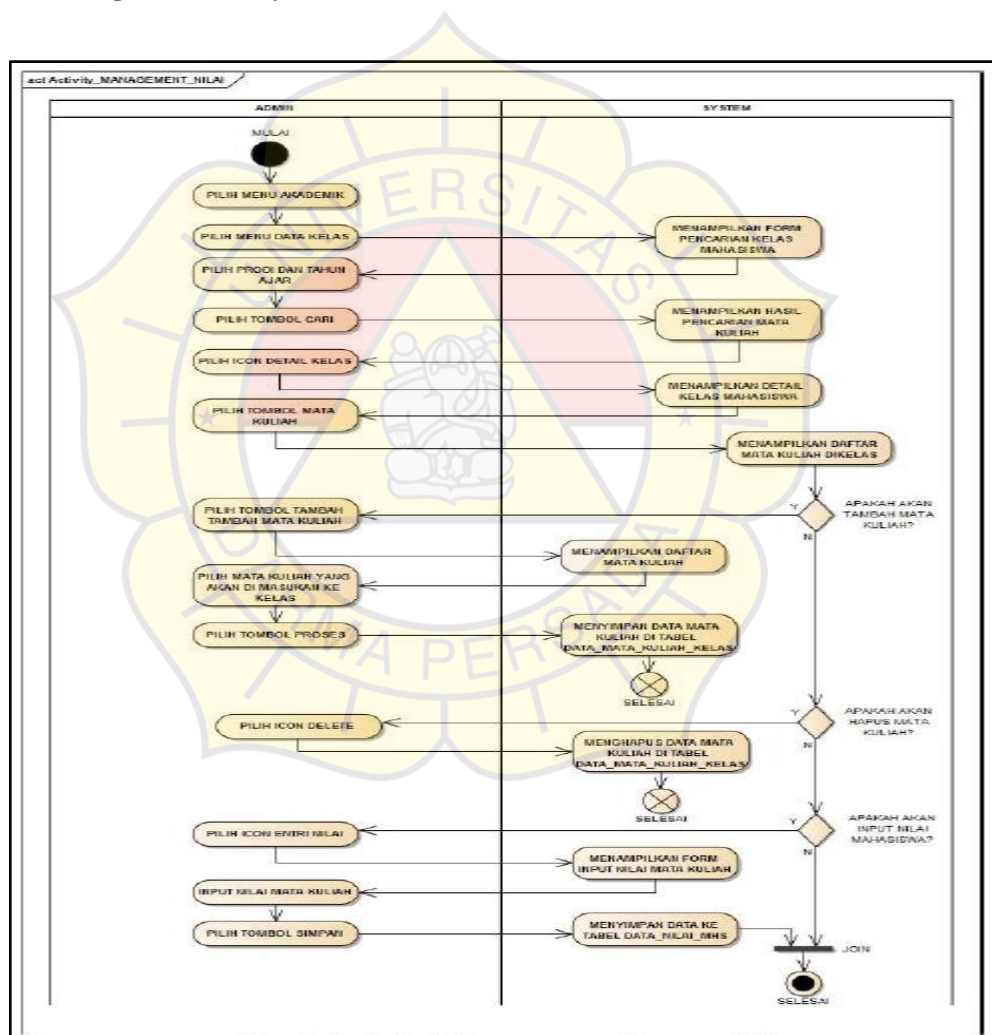 act Activity_MANAGEMENT_NILAI
ADMIN
SYSTEM
MULAI
PILIH MENU AKADEMIK
PILIH MENU DATA KELAS
MENAMPILKAN FORM
PENCARIAN KELAS
MAHASISWA
PILIH PRODI DAN TAHUN
AJAR
PILIH TOMBOL CARI
MENAMPILKAN HASIL
PENCARIAN MATA
KULIAH
PILIH ICON DETAIL KELAS
MENAMPILKAN DETAIL
KELAS MAHASISWA
PILIH TOMBOL MATA
KULIAH
MENAMPILKAN DAFTAR
MATA KULIAH DIKELAS
APAKAH AKAN
TAMBAH MATA
KULIAH?
Y
N
PILIH TOMBOL TAMBAH
TAMBAH MATA KULIAH
MENAMPILKAN DAFTAR
MATA KULIAH
PILIH MATA KULIAH YANG
AKAN DI MASUKAN KE
KELAS
PILIH TOMBOL PROSES
MENYIMPAN DATA MATA
KULIAH DI TABEL
DATA_MATA_KULIAH_KELAS
SELESAI
APAKAH AKAN
HAPUS MATA
KULIAH?
Y
N
PILIH ICON DELETE
MENGHAPUS DATA MATA
KULIAH DI TABEL
DATA_MATA_KULIAH_KELAS
SELESAI
APAKAH AKAN
INPUT NILAI
MAHASISWA?
Y
N
PILIH ICON ENTRI NILAI
MENAMPILKAN FORM
INPUT NILAI MATA KULIAH
INPUT NILAI MATA KULIAH
PILIH TOMBOL SIMPAN
MENYIMPAN DATA KE
TABEL DATA_NILAI_MHS
JOIN
SELESAI
UNIVERSITAS
DARMA PERSADA